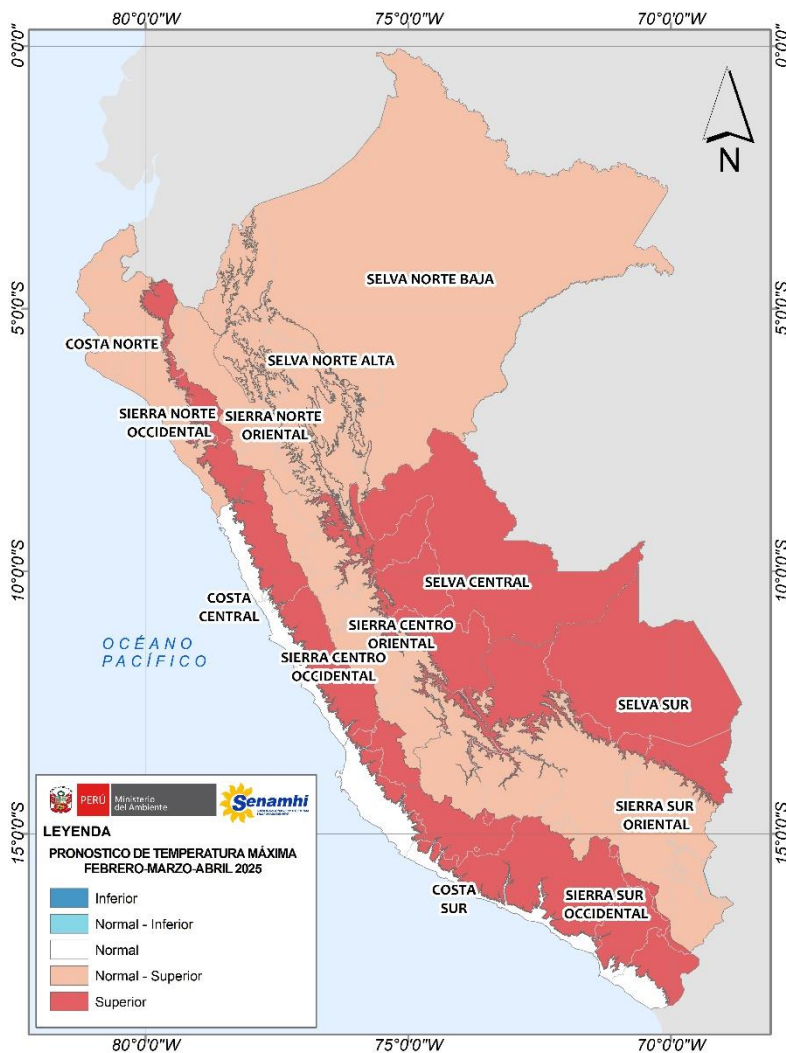 80°0'0"W
75°0'0"W
70°0'0"W
0°0'0"
0°0'0"
N
SELVA NORTE BAJA
5°0'0"S
5°0'0"S
COSTA NORTE
SELVA NORTE ALTA
SIERRA NORTE
OCCIDENTAL
SIERRA NORTE
ORIENTAL
10°0'0"S
10°0'0"S
SELVA CENTRAL
COSTA
CENTRAL
SIERRA CENTRO
ORIENTAL
OCÉANO
PACÍFICO
SIERRA CENTRO
OCCIDENTAL
SELVA SUR
SIERRA SUR
ORIENTAL
15°0'0"S
15°0'0"S
COSTA
SUR
SIERRA SUR
OCCIDENTAL
PERÚ
Ministerio
del Ambiente
Senamhi
LEYENDA
PRONOSTICO DE TEMPERATURA MÁXIMA
FEBRERO-MARZO-ABRIL 2025
Inferior
Normal - Inferior
Normal
Normal - Superior
Superior
80°0'0"W
75°0'0"W
70°0'0"W